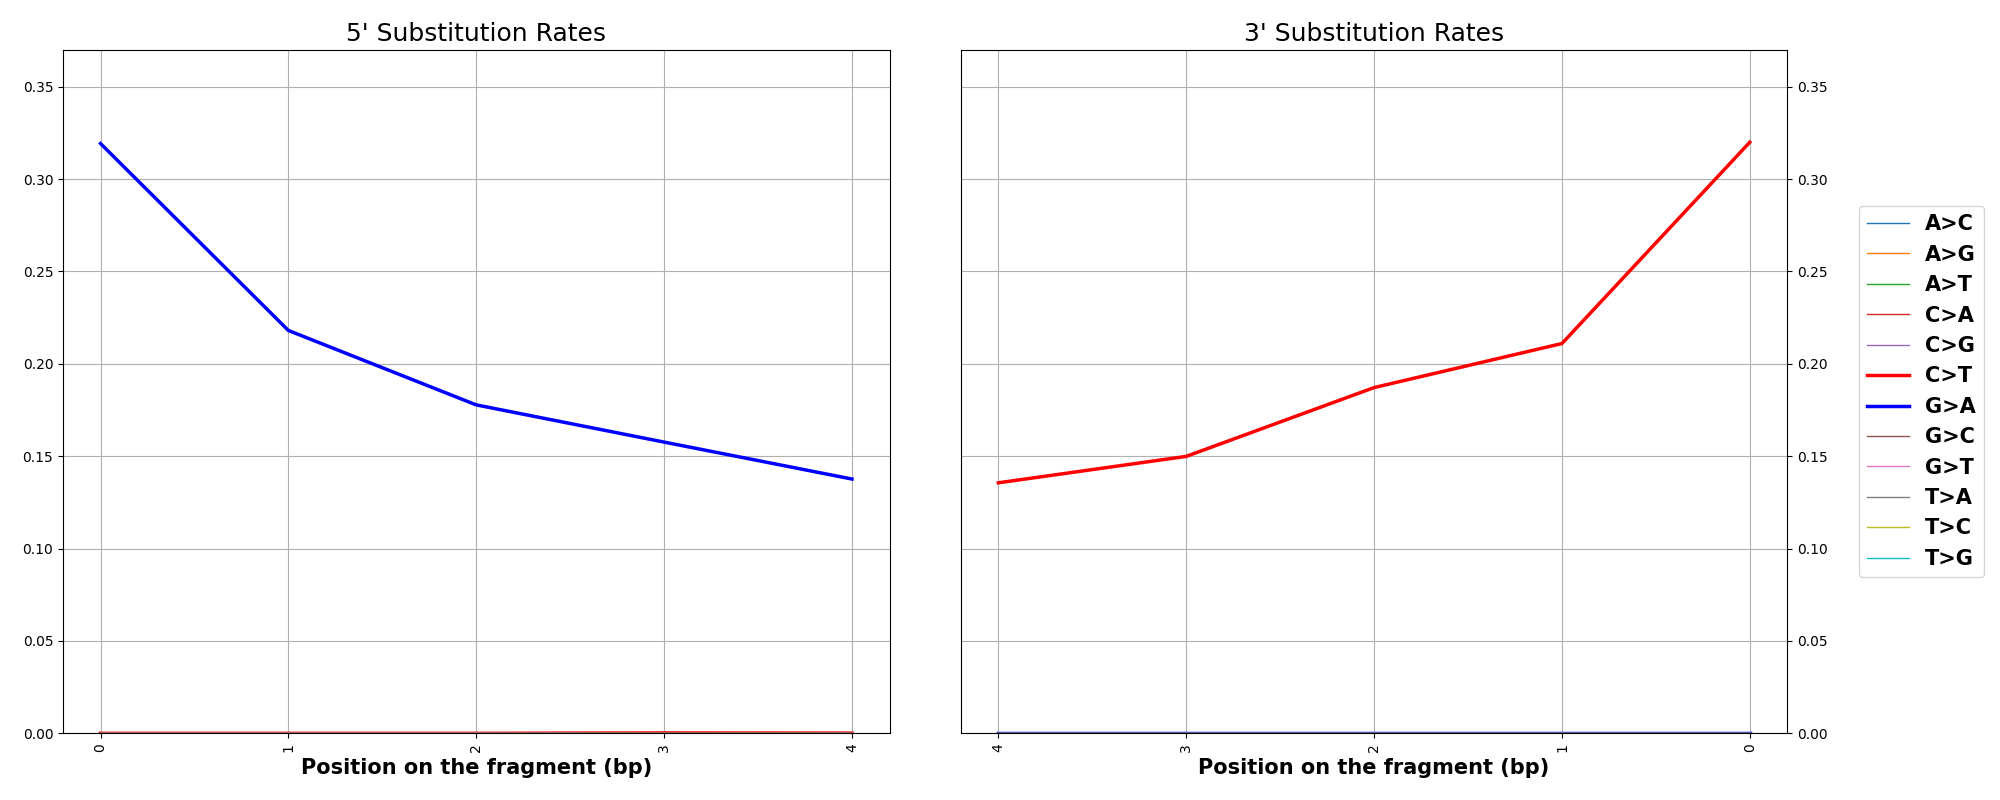 5' Substitution Rates
0.35
0.30
0.25
0.20
0.15
0.10
0.05
0.00
0 1 2 3 4
Position on the fragment (bp)
3' Substitution Rates
0.35
0.30
0.25
0.20
0.15
0.10
0.05
0.00
4 3 2 1 0
Position on the fragment (bp)
A>C
A>G
A>T
C>A
C>G
C>T
G>A
G>C
G>T
T>A
T>C
T>G